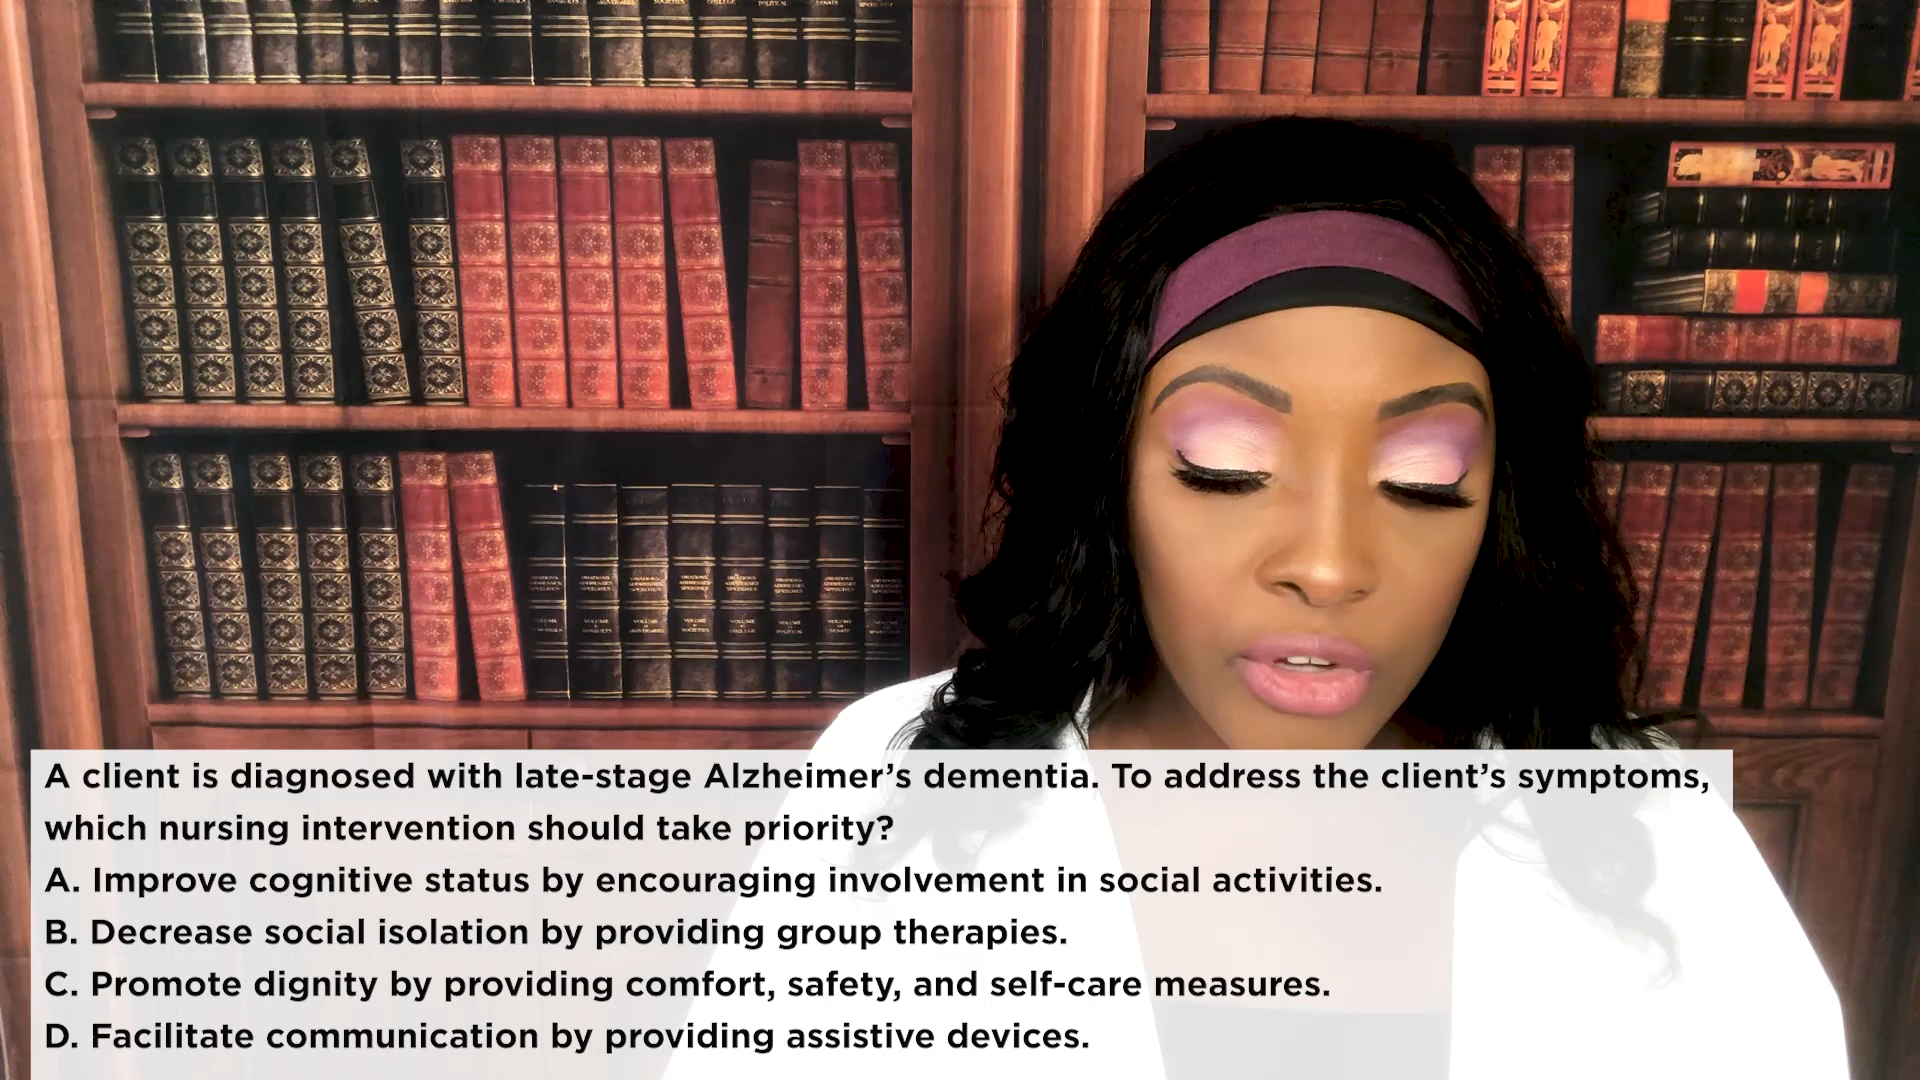 A client is diagnosed with late-stage Alzheimer’s dementia. To address the client’s symptoms,
which nursing intervention should take priority?
A. Improve cognitive status by encouraging involvement in social activities.
B. Decrease social isolation by providing group therapies.
C. Promote dignity by providing comfort, safety, and self-care measures.
D. Facilitate communication by providing assistive devices.